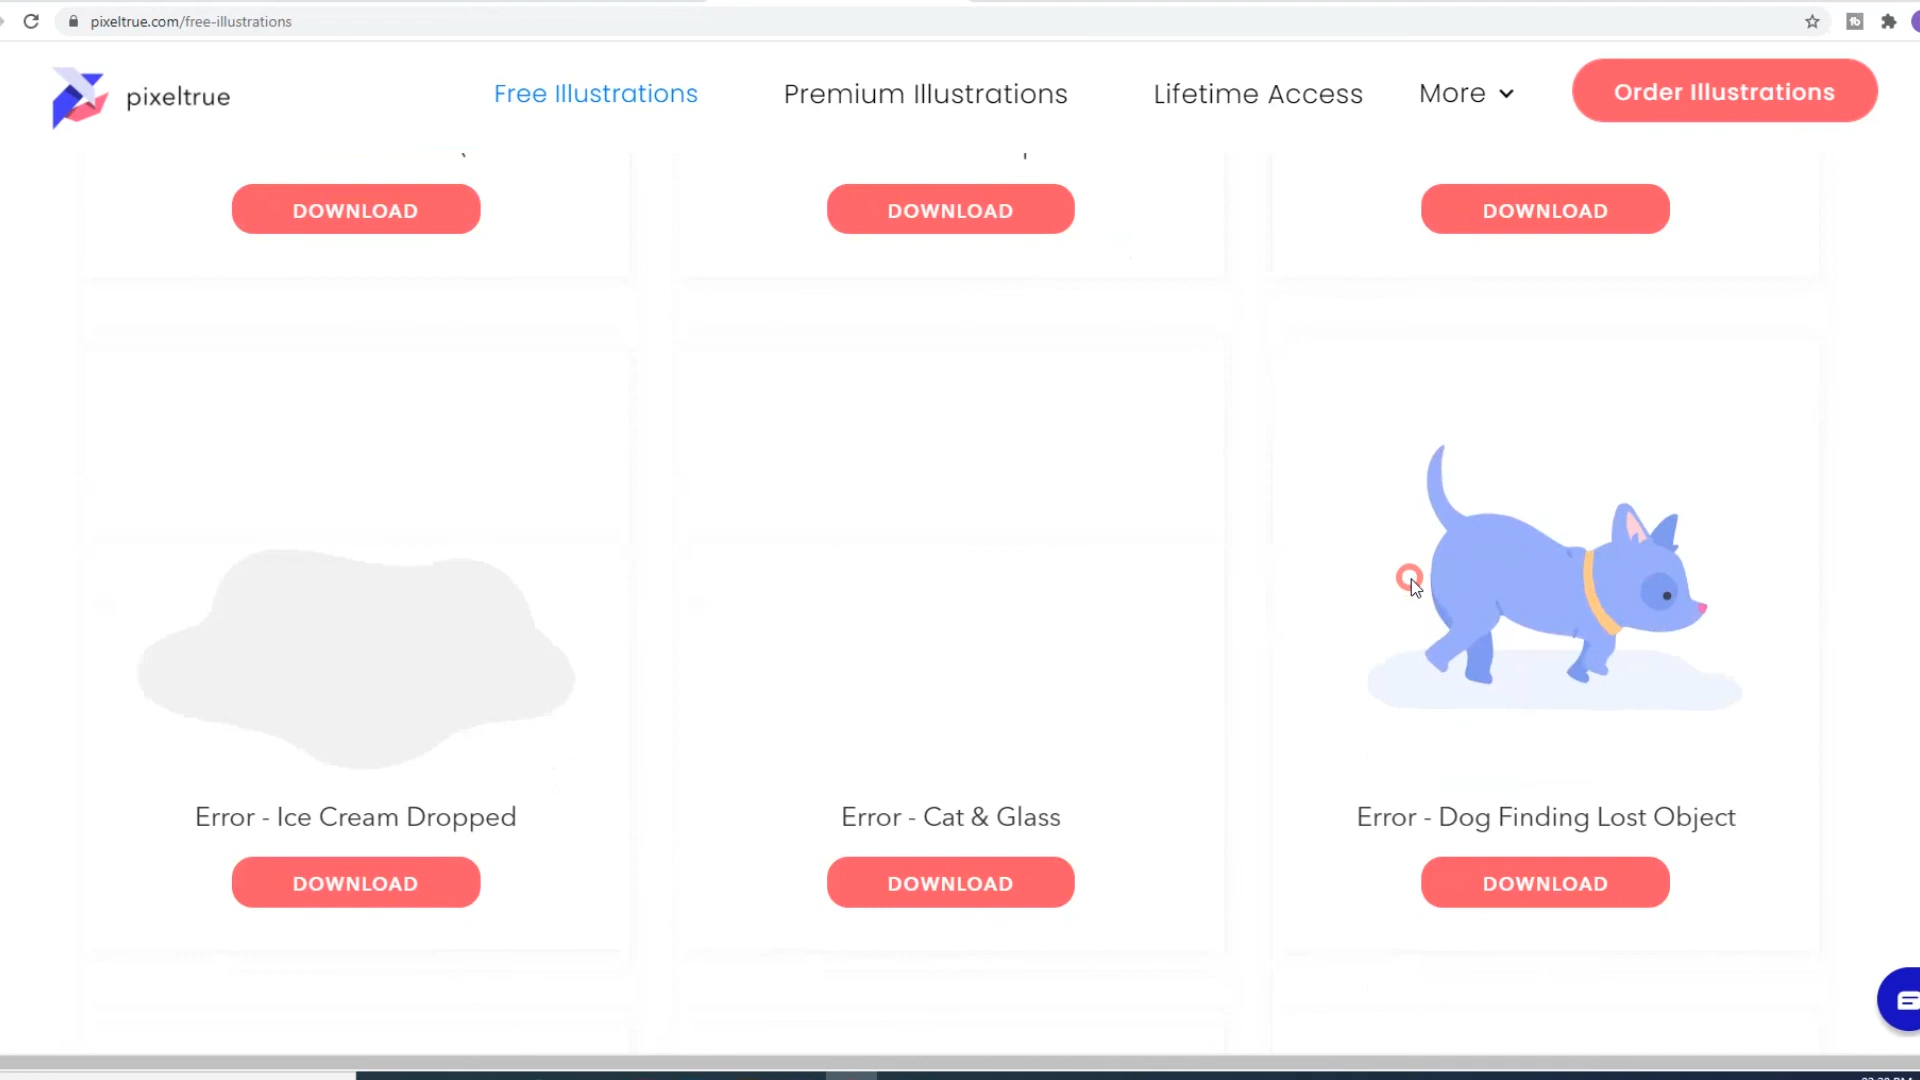 pixeltrue.com/free-illustrations
pixeltrue
Free Illustrations
Premium Illustrations
Lifetime Access
More
Order Illustrations
DOWNLOAD
DOWNLOAD
DOWNLOAD
Error - Ice Cream Dropped
Error - Cat & Glass
Error - Dog Finding Lost Object
DOWNLOAD
DOWNLOAD
DOWNLOAD